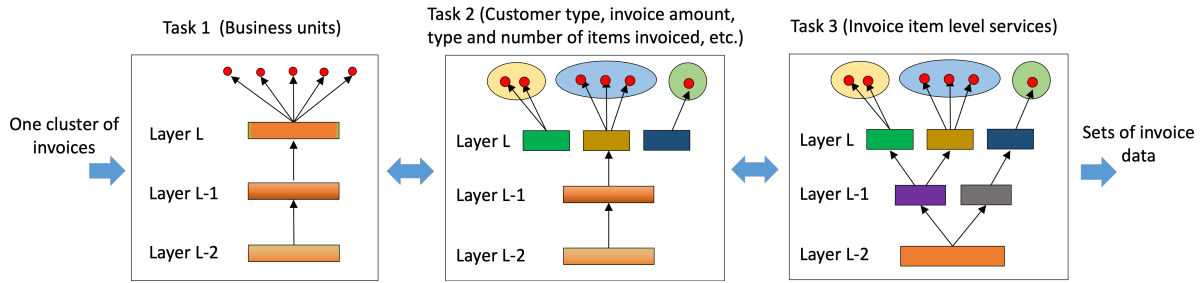 Task 1  (Business units)
Task 2 (Customer type, invoice amount,
type and number of items invoiced, etc.)
Task 3 (Invoice item level services)
One cluster of
invoices
Layer L
Layer L-1
Layer L-2
Layer L
Layer L-1
Layer L-2
Layer L
Layer L-1
Layer L-2
Sets of invoice
data